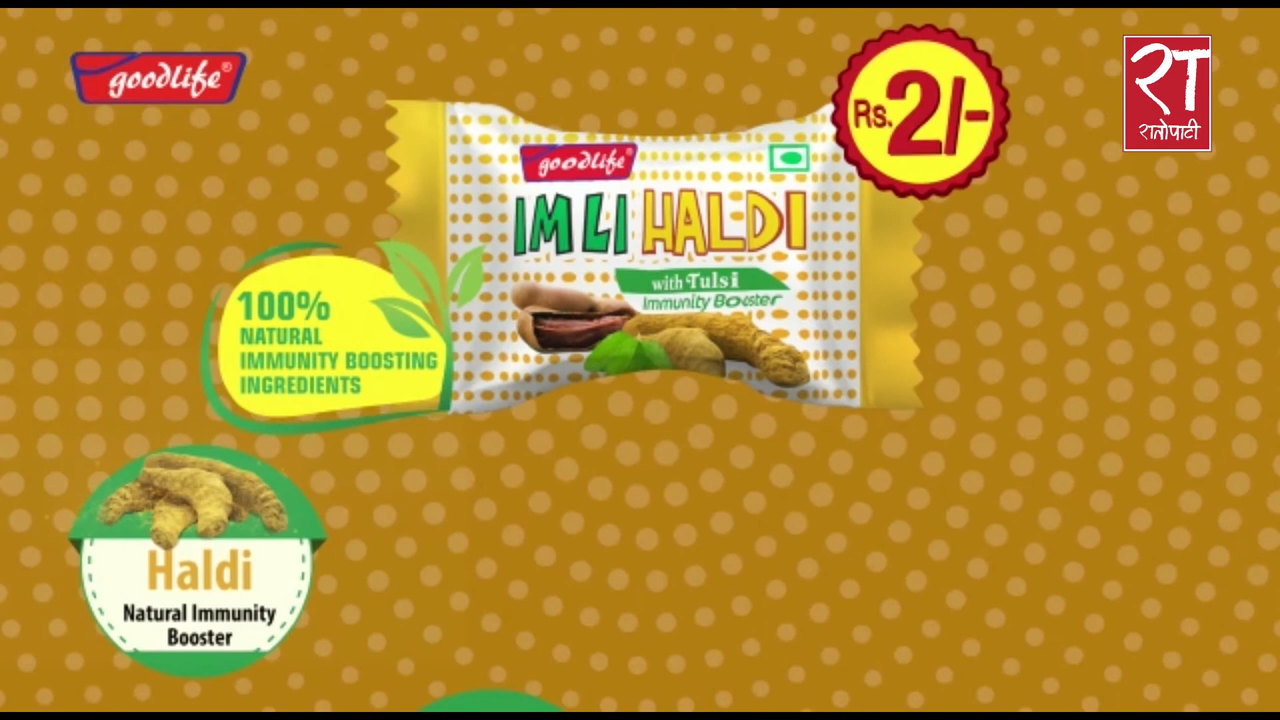 goodlife®
Rs. 2/-
रा
रातोपाटी
goodlife®
IMLI HALDI
with Tulsi
Immunity Booster
100%
NATURAL
IMMUNITY BOOSTING
INGREDIENTS
Haldi
Natural Immunity
Booster